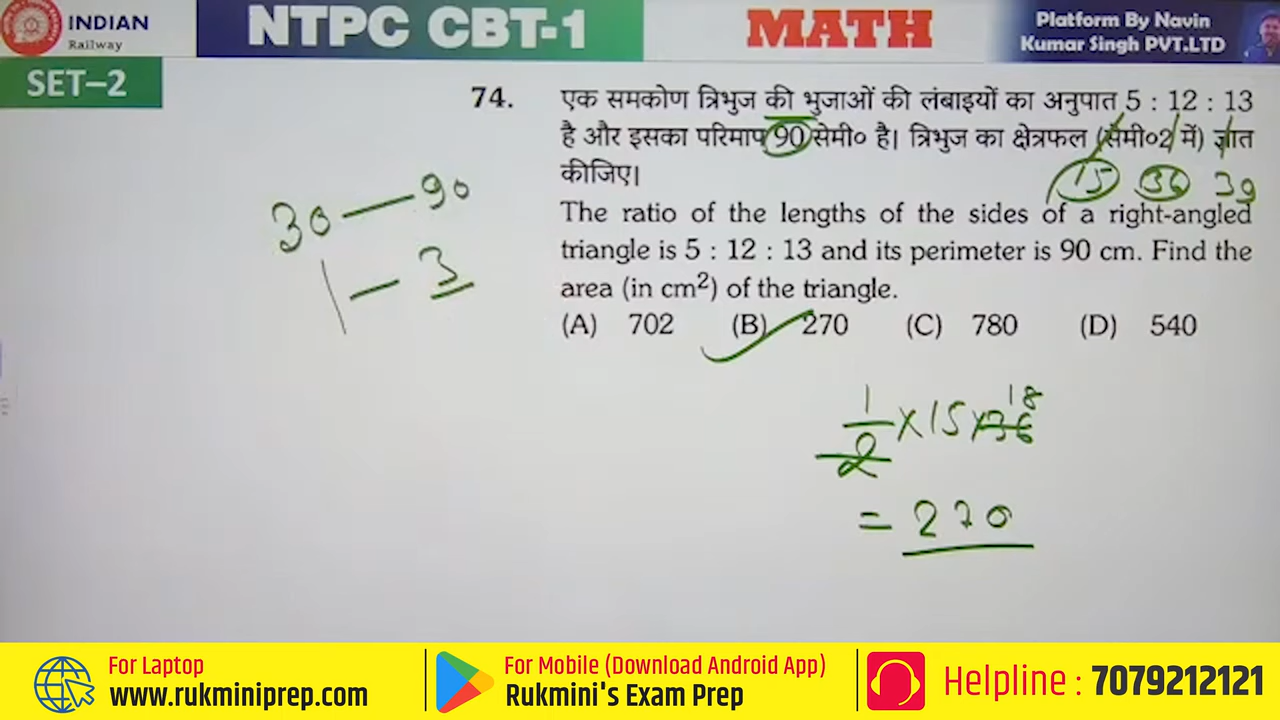 INDIAN
Railway
NTPC CBT-1
MATH
Platform By Navin
Kumar Singh PVT.LTD
SET–2
74. एक समकोण त्रिभुज की भुजाओं की लंबाइयों का अनुपात 5 : 12 : 13
है और इसका परिमाप 90 सेमी० है। त्रिभुज का क्षेत्रफल (सेमी०2 में) ज्ञात
कीजिए।
15 36 39
The ratio of the lengths of the sides of a right-angled
triangle is 5 : 12 : 13 and its perimeter is 90 cm. Find the
area (in cm²) of the triangle.
(A) 702 (B) 270 (C) 780 (D) 540
30 — 90
1 — 3
1/2 × 15 × 36 18
= 270
For Laptop
www.rukminiprep.com
For Mobile (Download Android App)
Rukmini's Exam Prep
Helpline : 7079212121